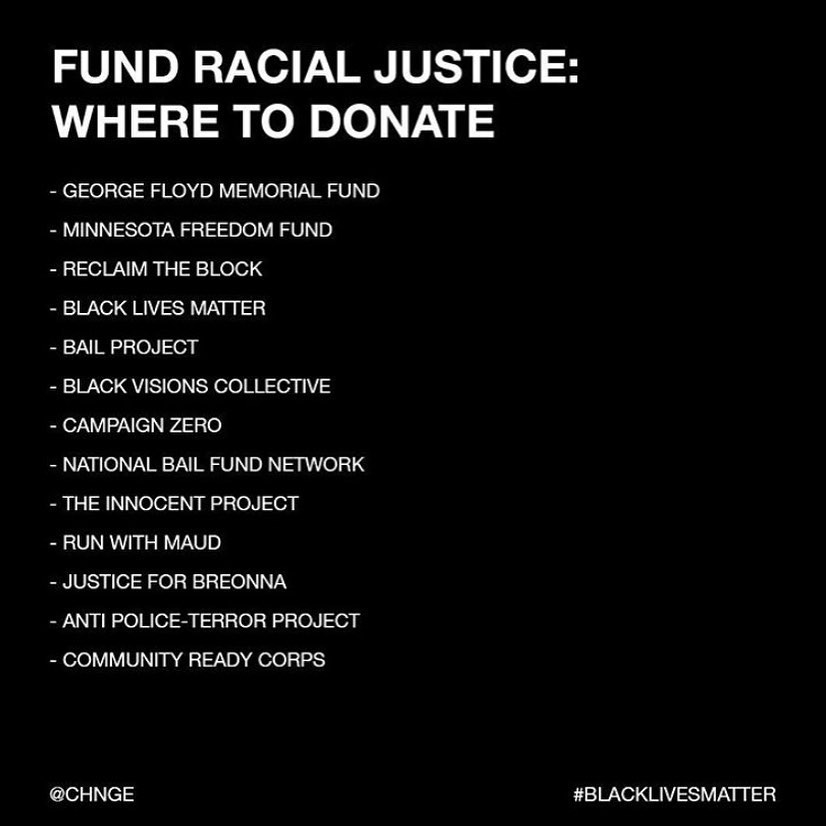 FUND RACIAL JUSTICE:
WHERE TO DONATE
- GEORGE FLOYD MEMORIAL FUND
- MINNESOTA FREEDOM FUND
- RECLAIM THE BLOCK
- BLACK LIVES MATTER
- BAIL PROJECT
- BLACK VISIONS COLLECTIVE
- CAMPAIGN ZERO
- NATIONAL BAIL FUND NETWORK
- THE INNOCENT PROJECT
- RUN WITH MAUD
- JUSTICE FOR BREONNA
- ANTI POLICE-TERROR PROJECT
- COMMUNITY READY CORPS
@CHNGE
#BLACKLIVESMATTER